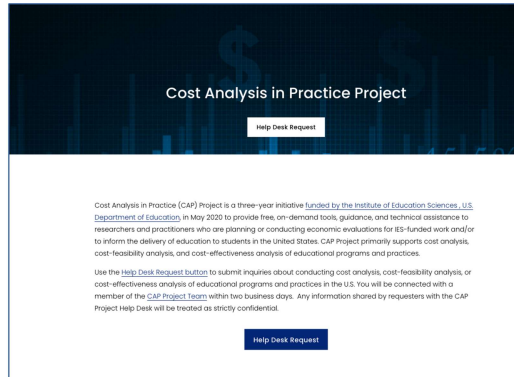 Cost Analysis in Practice Project
Help Desk Request
Cost Analysis in Practice (CAP) Project is a three-year initiative funded by the Institute of Education Sciences , U.S.
Department of Education, in May 2020 to provide free, on-demand tools, guidance, and technical assistance to
researchers and practitioners who are planning or conducting economic evaluations for IES-funded work and/or
to inform the delivery of education to students in the United States. CAP Project primarily supports cost analysis,
cost-feasibility analysis, and cost-effectiveness analysis of educational programs and practices.
Use the Help Desk Request button to submit inquiries about conducting cost analysis, cost-feasibility analysis, or
cost-effectiveness analysis of educational programs and practices in the U.S. You will be connected with a
member of the CAP Project Team within two business days. Any information shared by requesters with the CAP
Project Help Desk will be treated as strictly confidential.
Help Desk Request